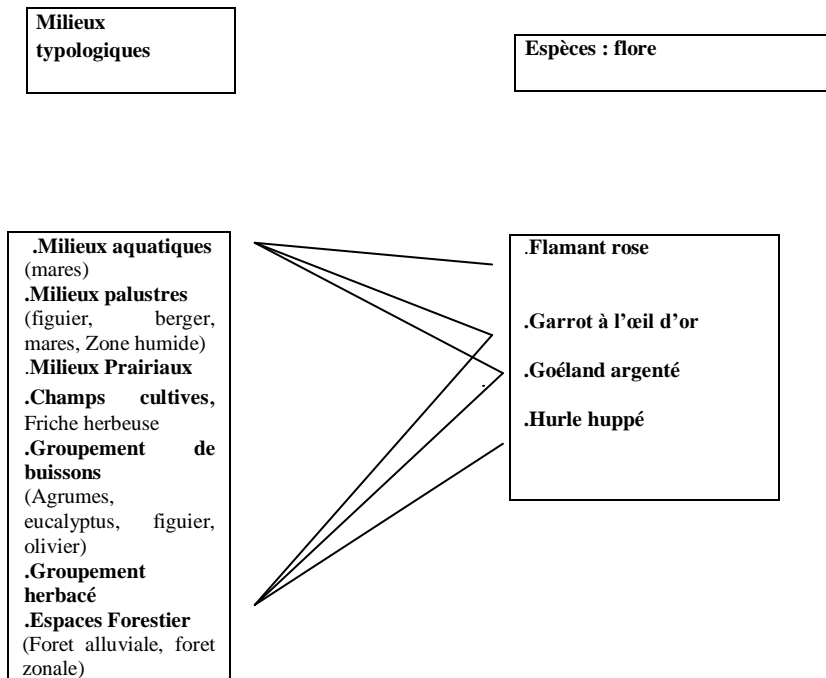 Milieux
typologiques
Espèces : flore
.Milieux aquatiques
(mares)
.Milieux palustres
(figuier, berger,
mares, Zone humide)
.Milieux Prairiaux
.Champs cultives,
Friche herbeuse
.Groupement de
buissons
(Agrumes,
eucalyptus, figuier,
olivier)
.Groupement
herbacé
.Espaces Forestier
(Foret alluviale, foret
zonale)
.Flamant rose
.Garrot à l’œil d’or
.Goéland argenté
.Hurle huppé
.